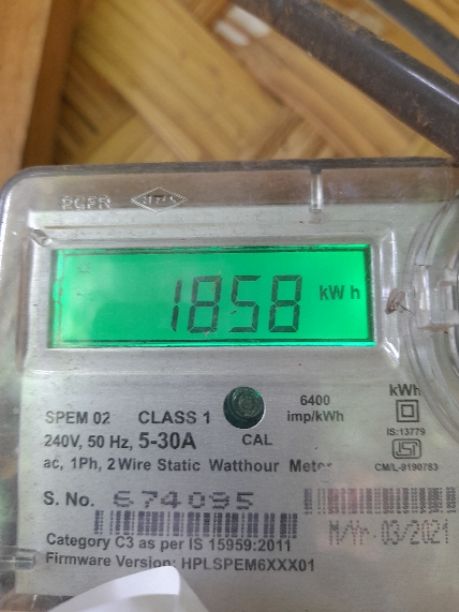 1858 kWh
SPEM 02 CLASS 1 6400 imp/kWh kWh
240V, 50 Hz, 5-30A CAL IS:13779
ac, 1Ph, 2 Wire Static Watthour Meter CM/L-9190783
S. No. 674095
M/Yr. 03/2021
Category C3 as per IS 15959:2011
Firmware Version: HPLSPEM6XXX01